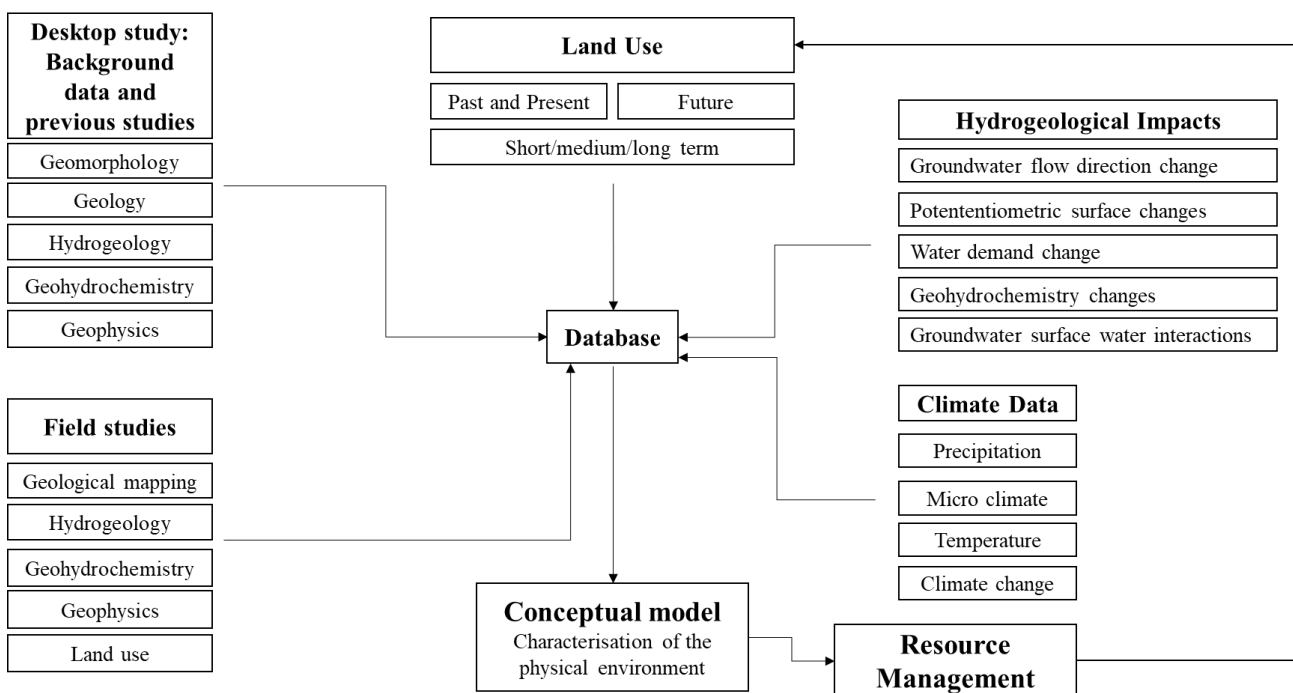 Desktop study:
Background
data and
previous studies
Geomorphology
Geology
Hydrogeology
Geohydrochemistry
Geophysics
Field studies
Geological mapping
Hydrogeology
Geohydrochemistry
Geophysics
Land use
Land Use
Past and Present
Future
Short/medium/long term
Database
Conceptual model
Characterisation of the
physical environment
Hydrogeological Impacts
Groundwater flow direction change
Potententiometric surface changes
Water demand change
Geohydrochemistry changes
Groundwater surface water interactions
Climate Data
Precipitation
Micro climate
Temperature
Climate change
Resource
Management